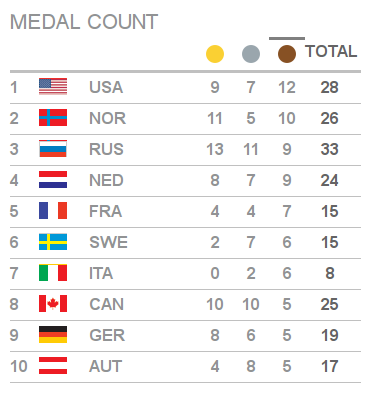 MEDAL COUNT
TOTAL
1 USA 9 7 12 28
2 NOR 11 5 10 26
3 RUS 13 11 9 33
4 NED 8 7 9 24
5 FRA 4 4 7 15
6 SWE 2 7 6 15
7 ITA 0 2 6 8
8 CAN 10 10 5 25
9 GER 8 6 5 19
10 AUT 4 8 5 17